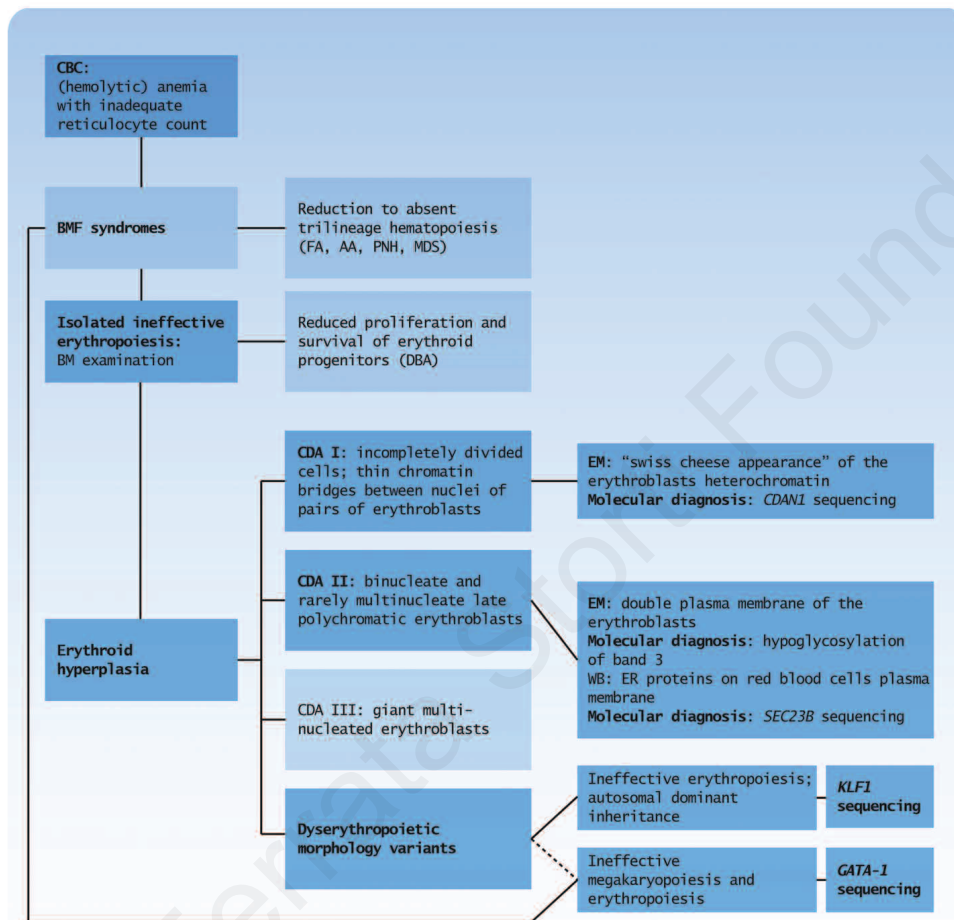 CBC:
(hemolytic) anemia
with inadequate
reticulocyte count
BMF syndromes
Reduction to absent
trilineage hematopoiesis
(FA, AA, PNH, MDS)
Isolated ineffective
erythropoiesis:
BM examination
Reduced proliferation and
survival of erythroid
progenitors (DBA)
CDA I: incompletely divided
cells; thin chromatin
bridges between nuclei of
pairs of erythroblasts
EM: “swiss cheese appearance” of the
erythroblasts heterochromatin
Molecular diagnosis: CDAN1 sequencing
CDA II: binucleate and
rarely multinucleate late
polychromatic erythroblasts
EM: double plasma membrane of the
erythroblasts
Molecular diagnosis: hypoglycosylation
of band 3
WB: ER proteins on red blood cells plasma
membrane
Molecular diagnosis: SEC23B sequencing
Erythroid
hyperplasia
CDA III: giant multi-
nucleated erythroblasts
Dyserythropoietic
morphology variants
Ineffective erythropoiesis;
autosomal dominant
inheritance
KLF1
sequencing
Ineffective
megakaryopoiesis and
erythropoiesis
GATA-1
sequencing
Ferrata Storti Found